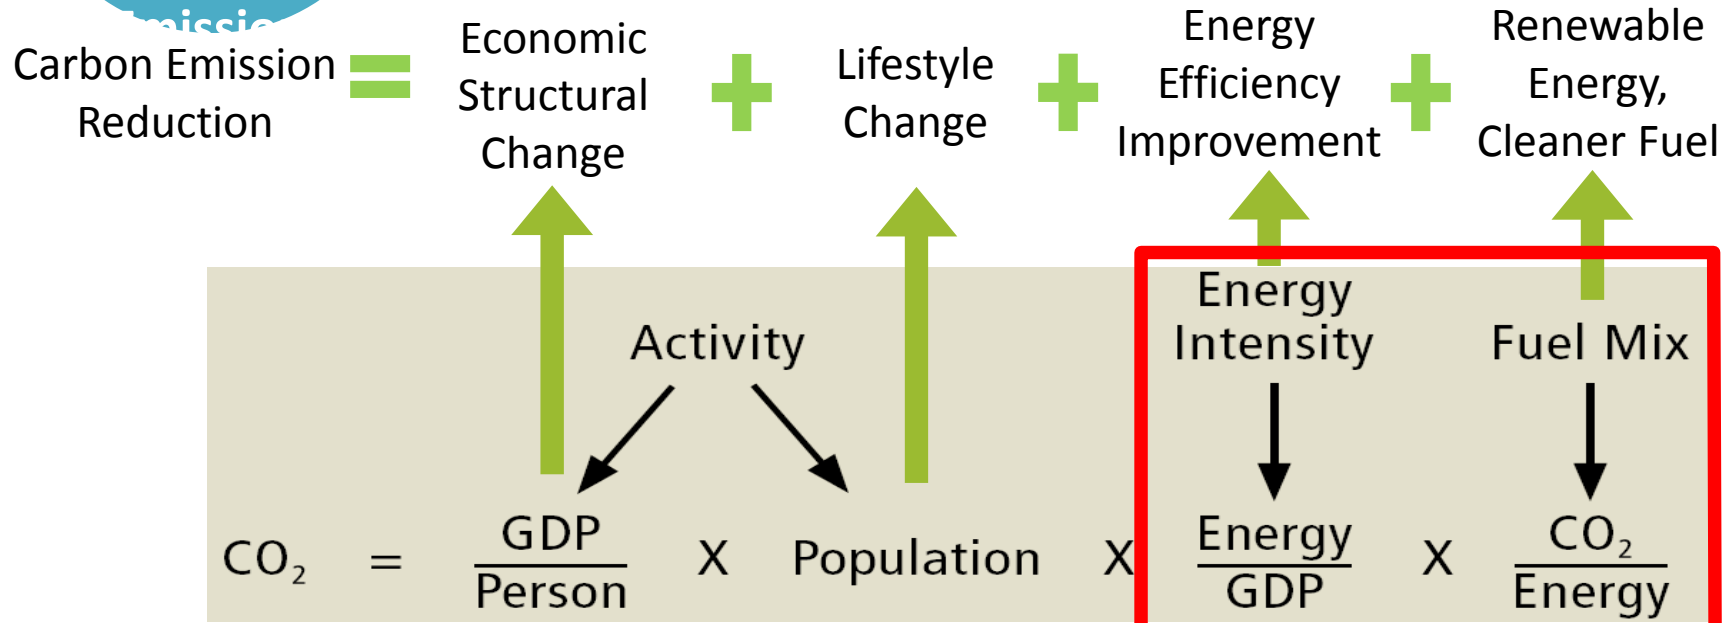 Carbon Emission
Reduction
=
Economic
Structural
Change
+
Lifestyle
Change
+
Energy
Efficiency
Improvement
+
Renewable
Energy,
Cleaner Fuel
Activity
Energy
Intensity
Fuel Mix
CO₂ = GDP
Person X Population X Energy
GDP X CO₂
Energy